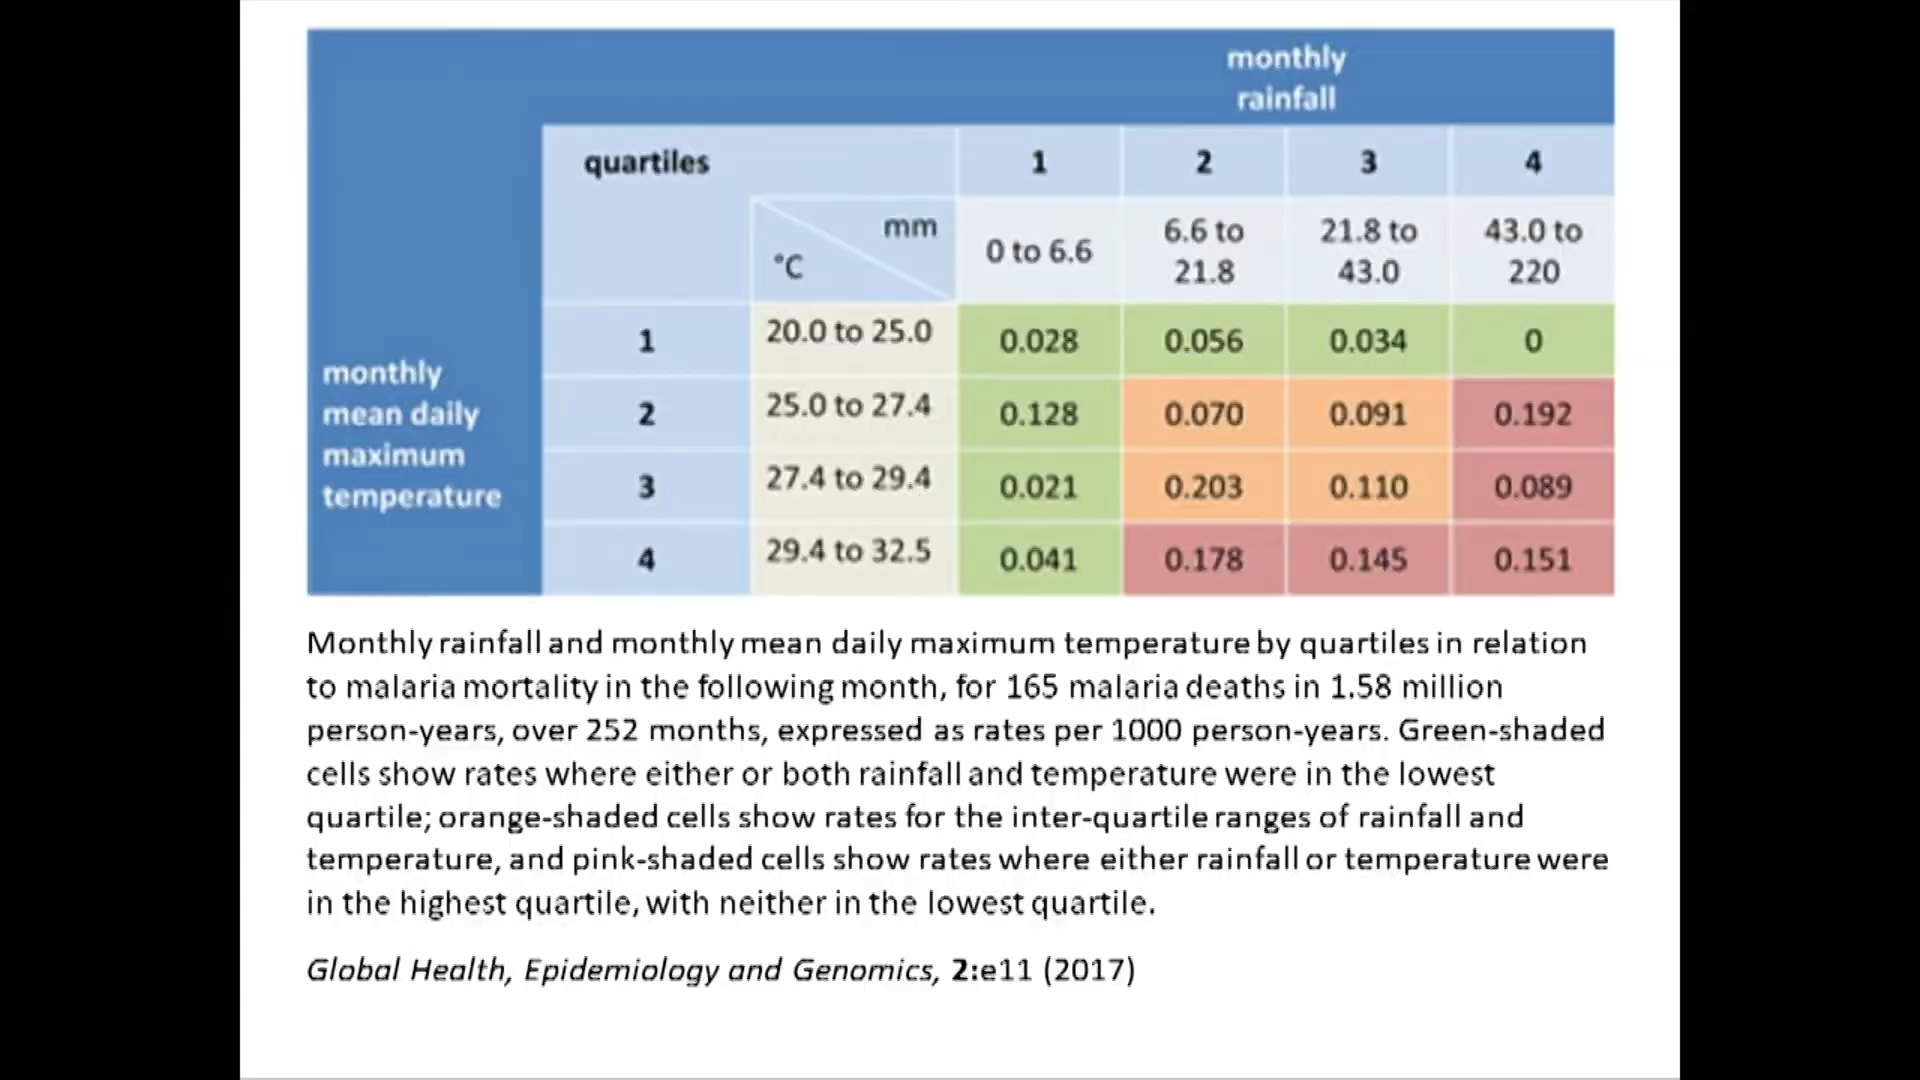 monthly
rainfall
quartiles 1 2 3 4
mm
°C
0 to 6.6
6.6 to
21.8
21.8 to
43.0
43.0 to
220
monthly
mean daily
maximum
temperature
1 20.0 to 25.0 0.028 0.056 0.034 0
2 25.0 to 27.4 0.128 0.070 0.091 0.192
3 27.4 to 29.4 0.021 0.203 0.110 0.089
4 29.4 to 32.5 0.041 0.178 0.145 0.151
Monthly rainfall and monthly mean daily maximum temperature by quartiles in relation
to malaria mortality in the following month, for 165 malaria deaths in 1.58 million
person-years, over 252 months, expressed as rates per 1000 person-years. Green-shaded
cells show rates where either or both rainfall and temperature were in the lowest
quartile; orange-shaded cells show rates for the inter-quartile ranges of rainfall and
temperature, and pink-shaded cells show rates where either rainfall or temperature were
in the highest quartile, with neither in the lowest quartile.
Global Health, Epidemiology and Genomics, 2:e11 (2017)